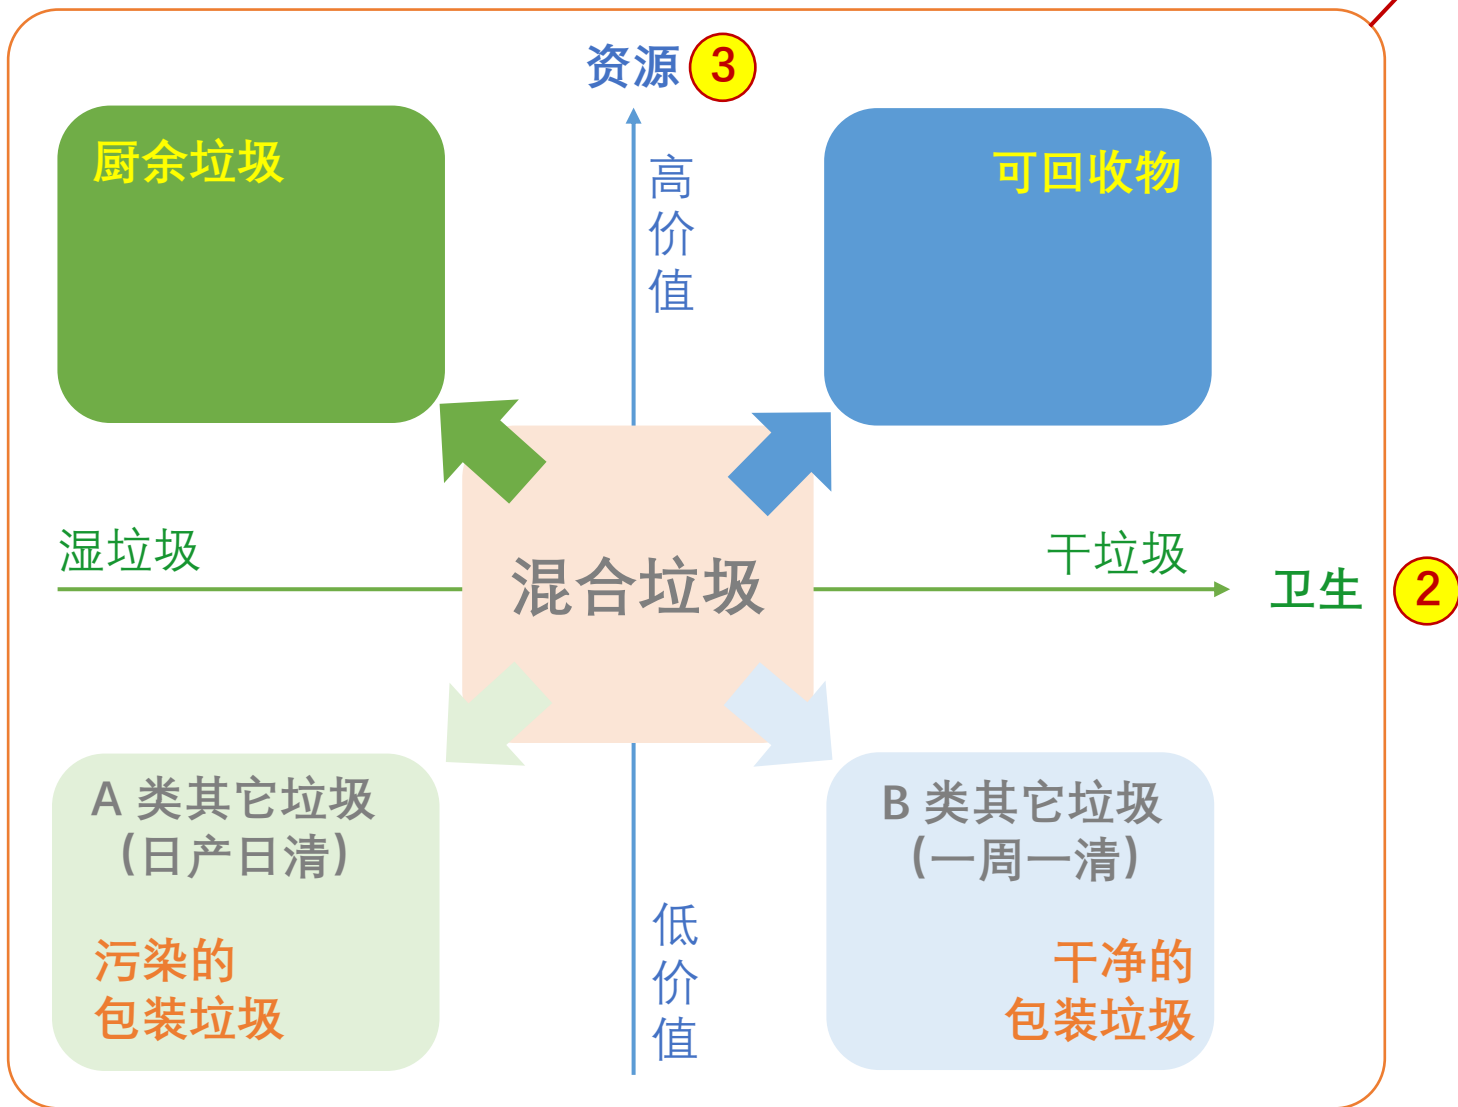 资源 3
厨余垃圾
可回收物
高
价
值
湿垃圾
干垃圾
混合垃圾
卫生 2
A 类其它垃圾
(日产日清)
污染的
包装垃圾
B 类其它垃圾
(一周一清)
干净的
包装垃圾
低
价
值